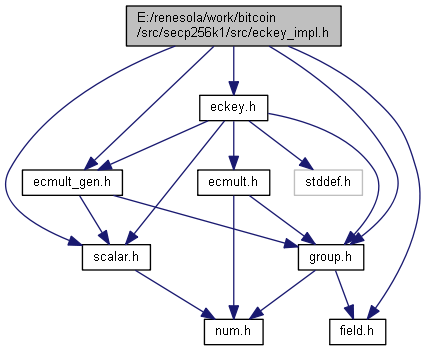 E:/renesola/work/bitcoin
/src/secp256k1/src/eckey_impl.h
eckey.h
ecmult_gen.h
ecmult.h
stddef.h
scalar.h
group.h
num.h
field.h